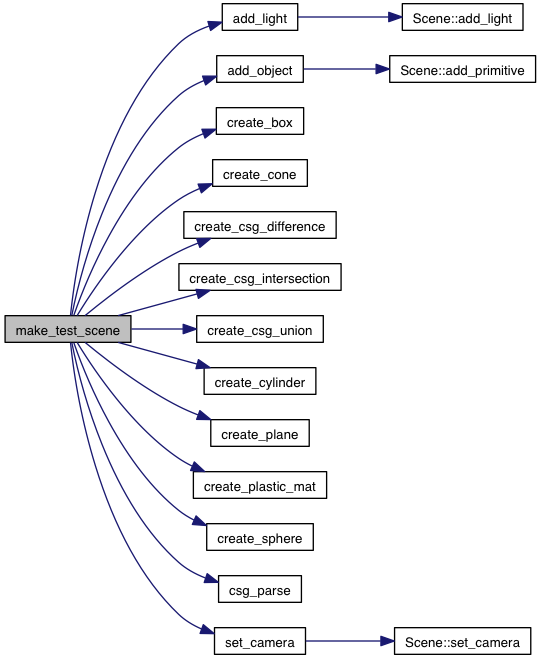 add_light
Scene::add_light
add_object
Scene::add_primitive
create_box
create_cone
create_csg_difference
create_csg_intersection
make_test_scene
create_csg_union
create_cylinder
create_plane
create_plastic_mat
create_sphere
csg_parse
set_camera
Scene::set_camera